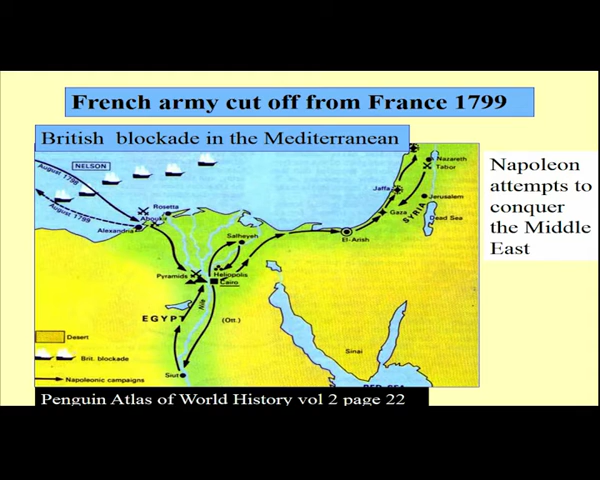 French army cut off from France 1799
British blockade in the Mediterranean
Napoleon
attempts to
conquer
the Middle
East
NELSON
August 1798
August 1799
Rosetta
Abukir
Alexandria
Salheyeh
Pyramids
Heliopolis
Cairo
Nile
EGYPT
(Ott.)
Siut
El-Arish
Gaza
Jaffa
SYRIA
Nazareth
Tabor
Jerusalem
Dead Sea
Sinai
RED SEA
Desert
Brit. blockade
Napoleonic campaigns
Penguin Atlas of World History vol 2 page 22